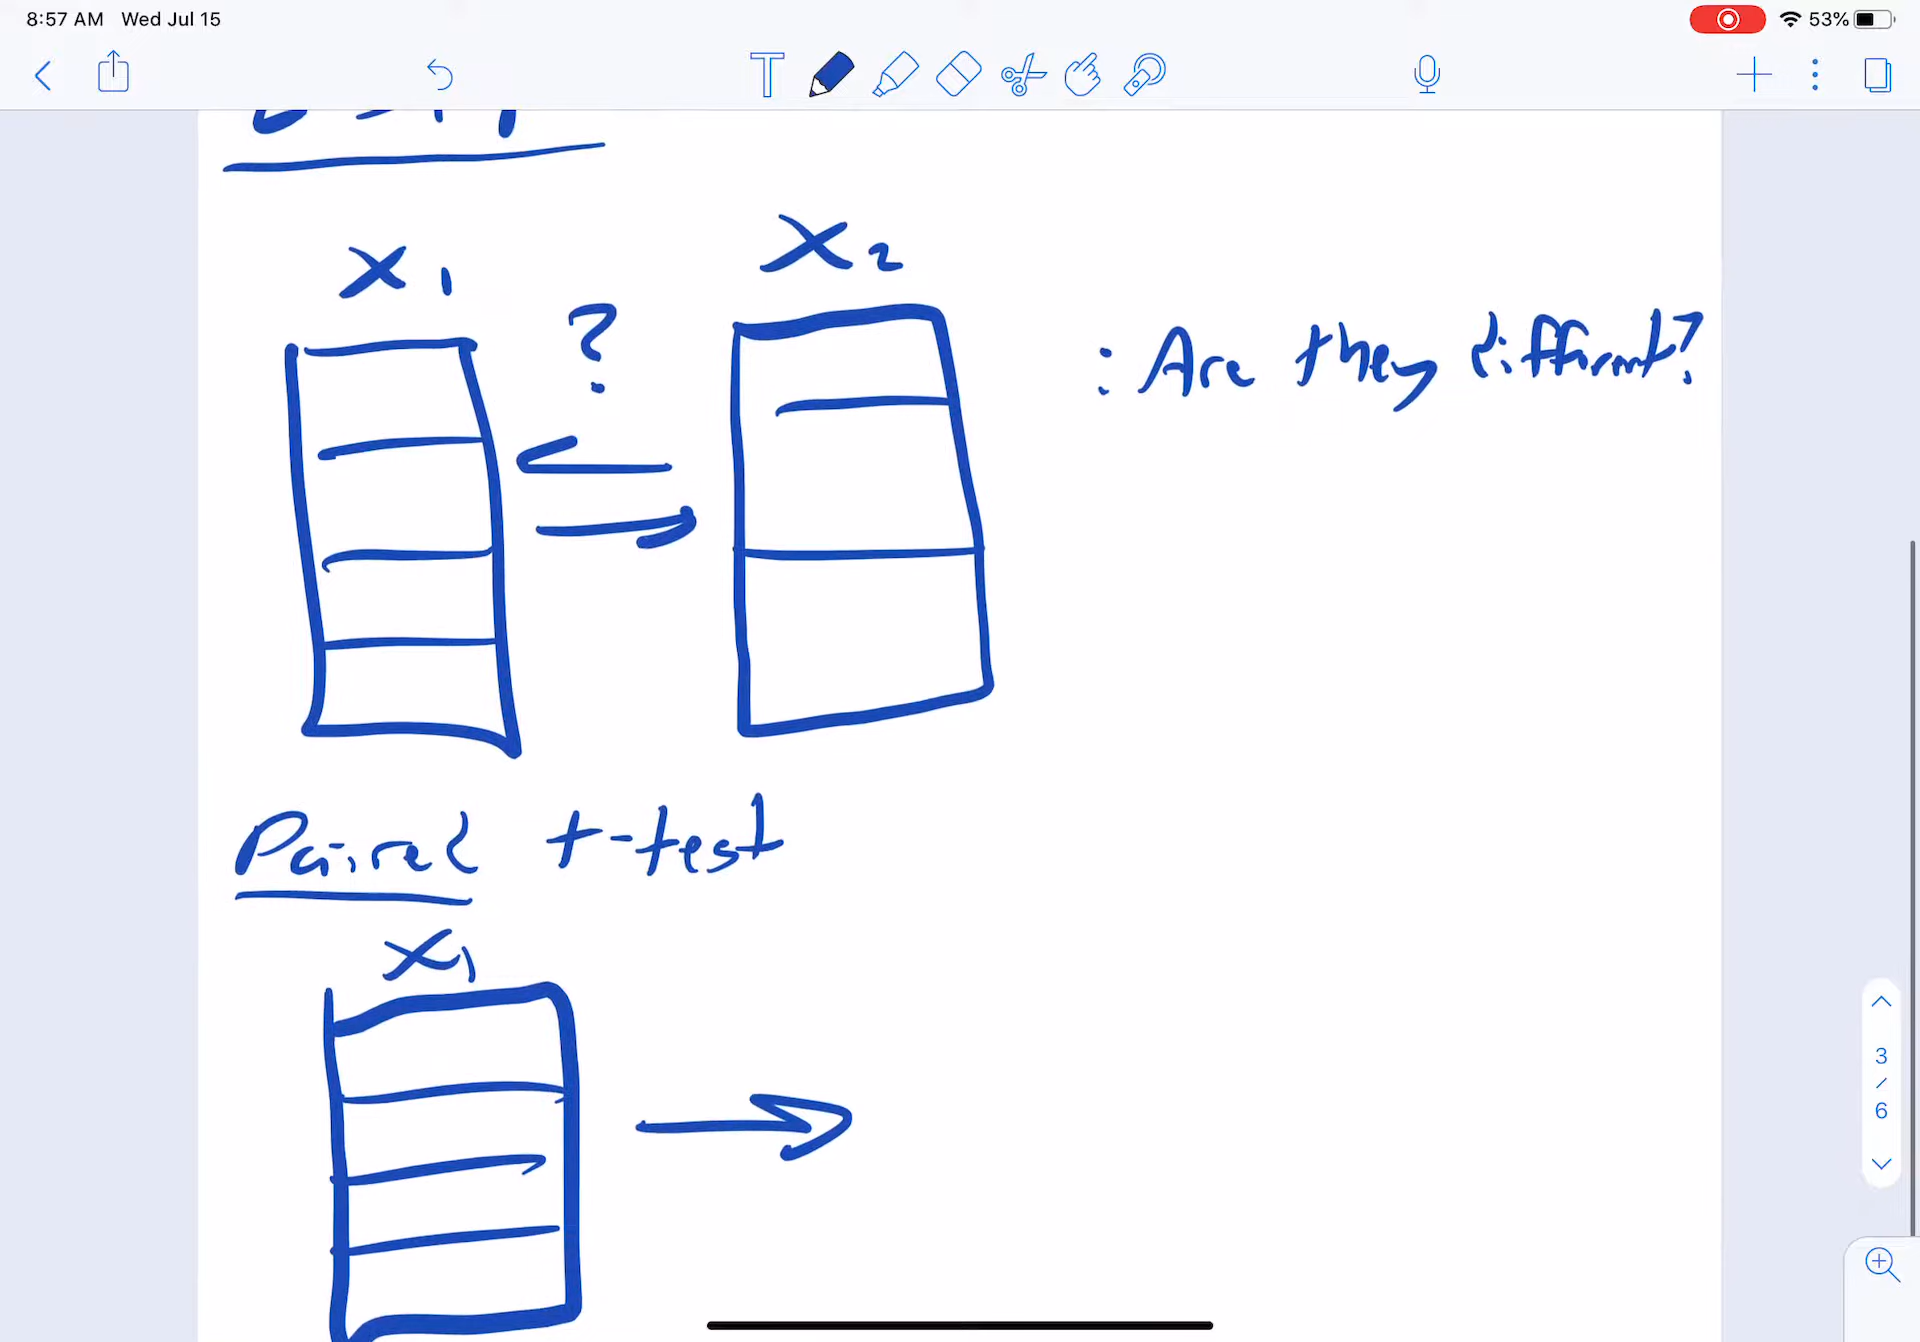 8:57 AM Wed Jul 15
53%
T
X1 X2
?
: Are they different?
Paired t-test
X1
3
/
6